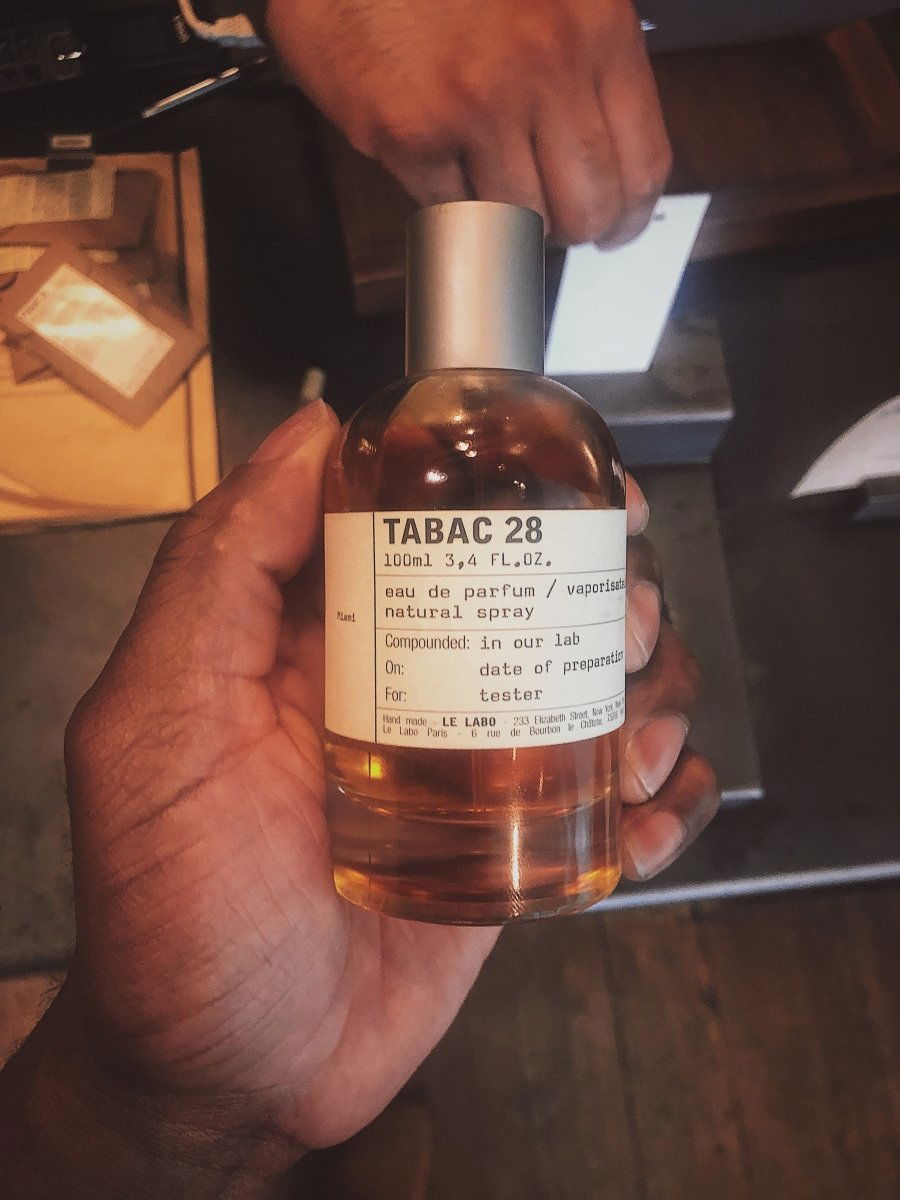 TABAC 28
100ml 3,4 FL.OZ.
eau de parfum / vaporisate
natural spray
Miami
Compounded: in our lab
On: date of preparation
For: tester
Hand made - LE LABO - 233 Elizabeth Street, New York, New
Le Labo Paris - 6 rue de Bourbon le Château,